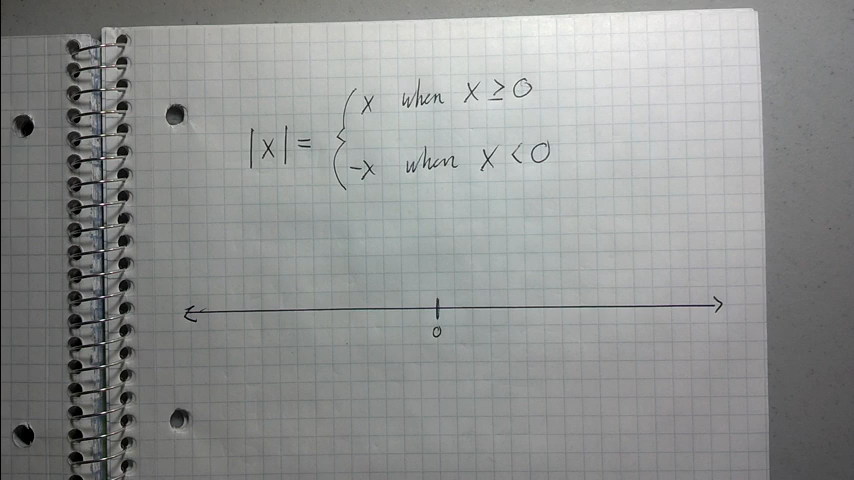 x when x ≥ 0
|x| = {
-x when x < 0
0